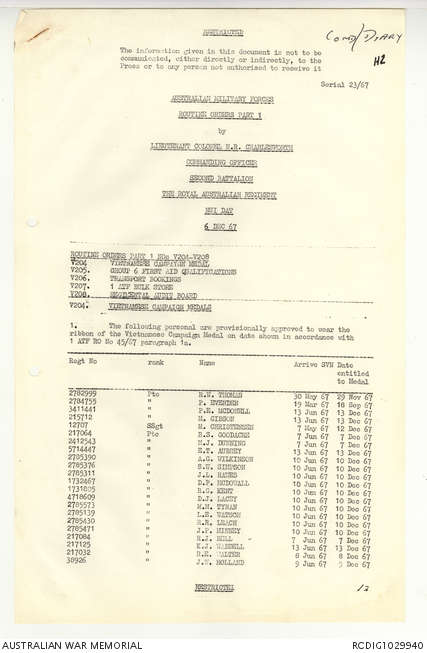 RESTRICTED
COMD/DIARY
H2
The information given in this document is not to be
communicated, either directly or indirectly, to the
Press or to any person not authorised to receive it
Serial 23/67
AUSTRALIAN MILITARY FORCES
ROUTINE ORDERS PART 1
by
LIEUTENANT COLONEL N.R. CHARLESWORTH
COMMANDING OFFICER
SECOND BATTALION
THE ROYAL AUSTRALIAN REGIMENT
NUI DAT
6 DEC 67
ROUTINE ORDERS PART 1 NOs V204-V208
V204 VIETNAMESE CAMPAIGN MEDAL
V205. GROUP 6 FIRST AID QUALIFICATIONS
V206. TRANSPORT BOOKINGS
V207. 1 ATF BULK STORE
V208. REGIMENTAL AUDIT BOARD
V204. VIETNAMESE CAMPAIGN MEDALS
1. The following personal are provisionally approved to wear the
ribbon of the Vietnamese Campaign Medal on date shown in accordance with
1 ATF RO No 45/67 paragraph 1a.
Regt No rank Name Arrive SVN Date entitled to Medal
2782999 Pte R.W. THOMAS 30 May 67 29 Nov 67
2784755 " P. EVENDEN 19 Mar 67 18 Sep 67
3411441 " P.E. MCDONELL 13 Jun 67 13 Dec 67
215712 " M. GIBSON 13 Jun 67 13 Dec 67
12707 SSgt M. CHRISTENSEN 7 May 67 12 Dec 67
217064 Pte R.S. GOODACRE 7 Jun 67 7 Dec 67
2412543 " M.J. DUNNING 7 Jun 67 7 Dec 67
5714447 " E.T. AUBNEY 13 Jun 67 13 Dec 67
2785390 " A.G. WILKINSON 10 Jun 67 10 Dec 67
2785376 " S.W. SIMPSON 10 Jun 67 10 Dec 67
2785311 " J.L. HAYES 10 Jun 67 10 Dec 67
1732467 " D.P. MCDOUALL 10 Jun 67 10 Dec 67
1731805 " B.G. KENT 10 Jun 67 10 Dec 67
4718609 " D.J. LACEY 10 Jun 67 10 Dec 67
2785573 " M.N. TYMAN 10 Jun 67 10 Dec 67
2785139 " L.B. WATSON 10 Jun 67 10 Dec 67
2785430 " R.R. LEACH 10 Jun 67 10 Dec 67
2785471 " J.P. 10 Jun 67 10 Dec 67
217084 " R.J. HILL 7 Jun 67 7 Dec 67
217125 " K.J. WARDELL 13 Jun 67 13 Dec 67
217032 " B.E. WALTER 8 Jun 67 8 Dec 67
38926 " J.W. HOLLAND 9 Jun 67 9 Dec 67
RESTRICTED
12
AUSTRALIAN WAR MEMORIAL
RCDIG1029940